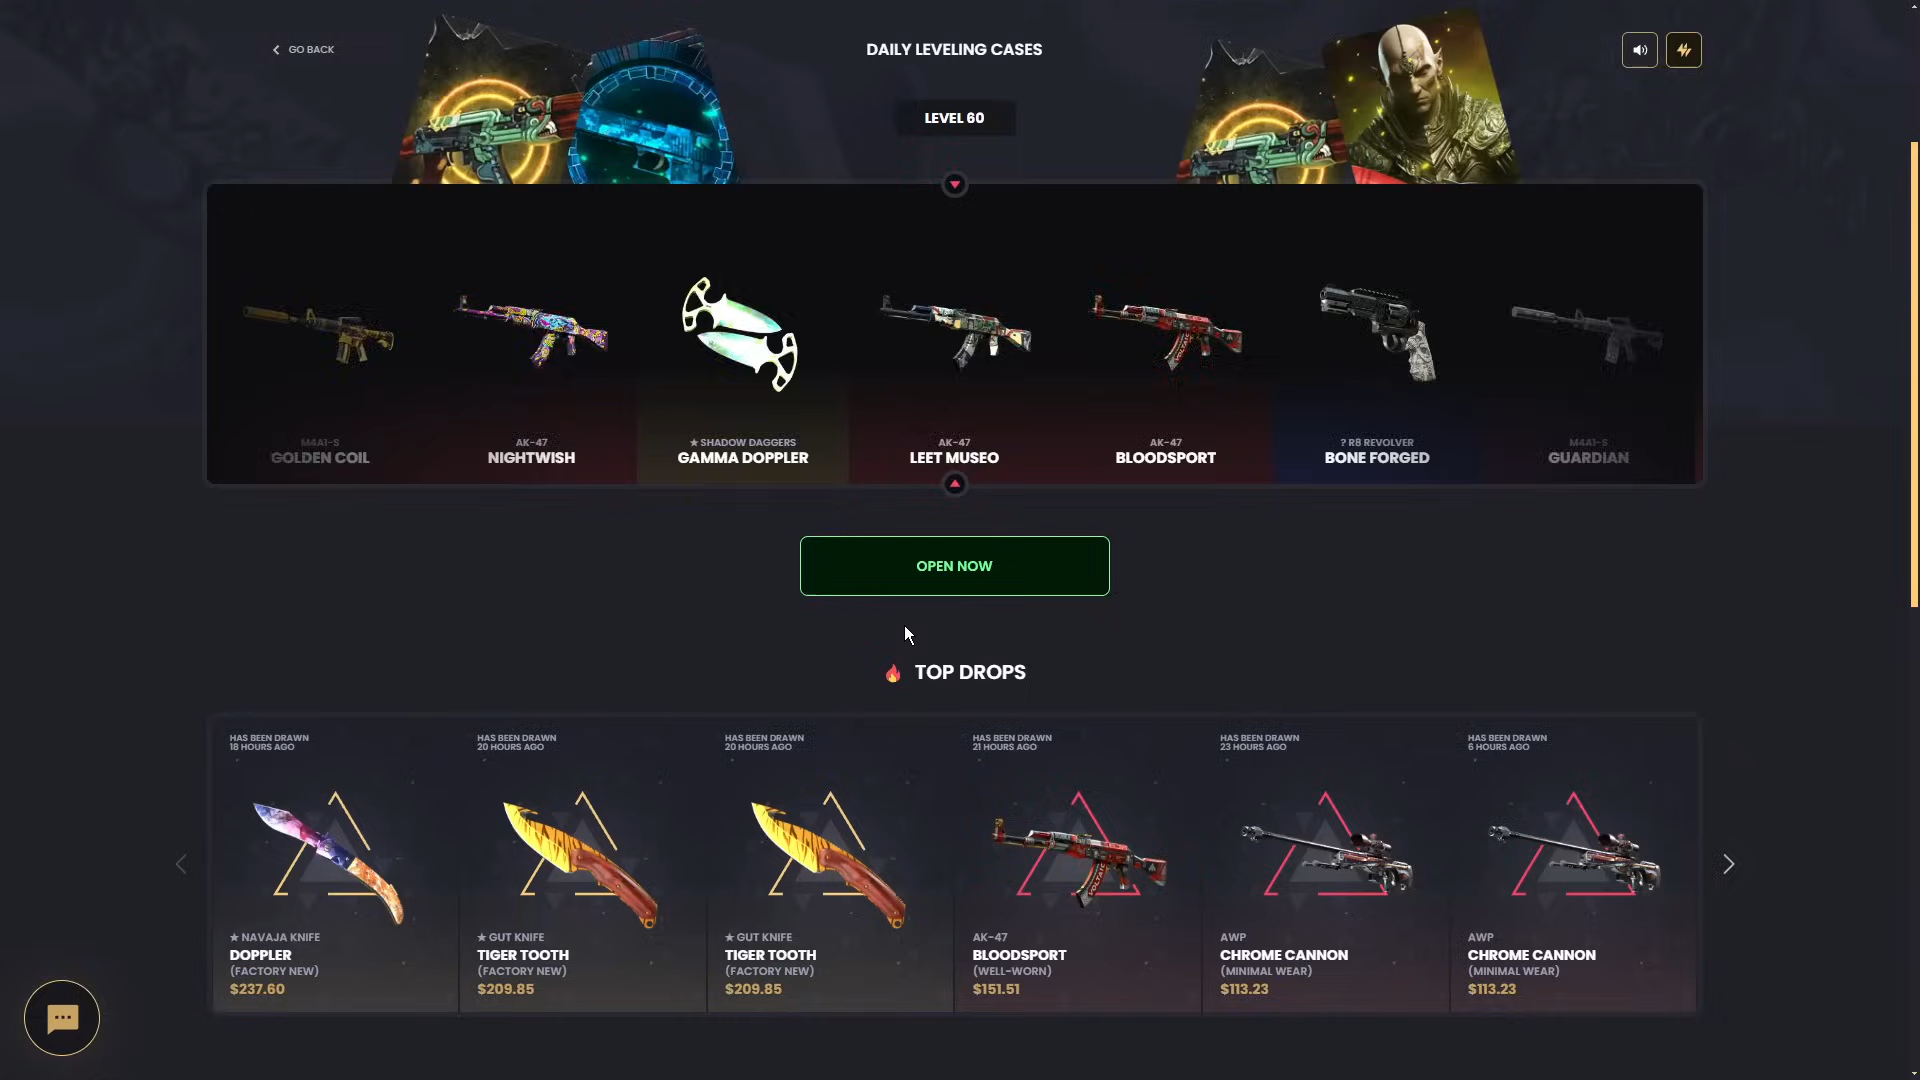 GO BACK
DAILY LEVELING CASES
LEVEL 60
M4A1-S
GOLDEN COIL
AK-47
NIGHTWISH
★ SHADOW DAGGERS
GAMMA DOPPLER
AK-47
LEET MUSEO
AK-47
BLOODSPORT
? R8 REVOLVER
BONE FORGED
M4A1-S
GUARDIAN
OPEN NOW
TOP DROPS
HAS BEEN DRAWN
18 HOURS AGO
★ NAVAJA KNIFE
DOPPLER
(FACTORY NEW)
$237.60
HAS BEEN DRAWN
20 HOURS AGO
★ GUT KNIFE
TIGER TOOTH
(FACTORY NEW)
$209.85
HAS BEEN DRAWN
20 HOURS AGO
★ GUT KNIFE
TIGER TOOTH
(FACTORY NEW)
$209.85
HAS BEEN DRAWN
21 HOURS AGO
AK-47
BLOODSPORT
(WELL-WORN)
$151.51
HAS BEEN DRAWN
23 HOURS AGO
AWP
CHROME CANNON
(MINIMAL WEAR)
$113.23
HAS BEEN DRAWN
6 HOURS AGO
AWP
CHROME CANNON
(MINIMAL WEAR)
$113.23